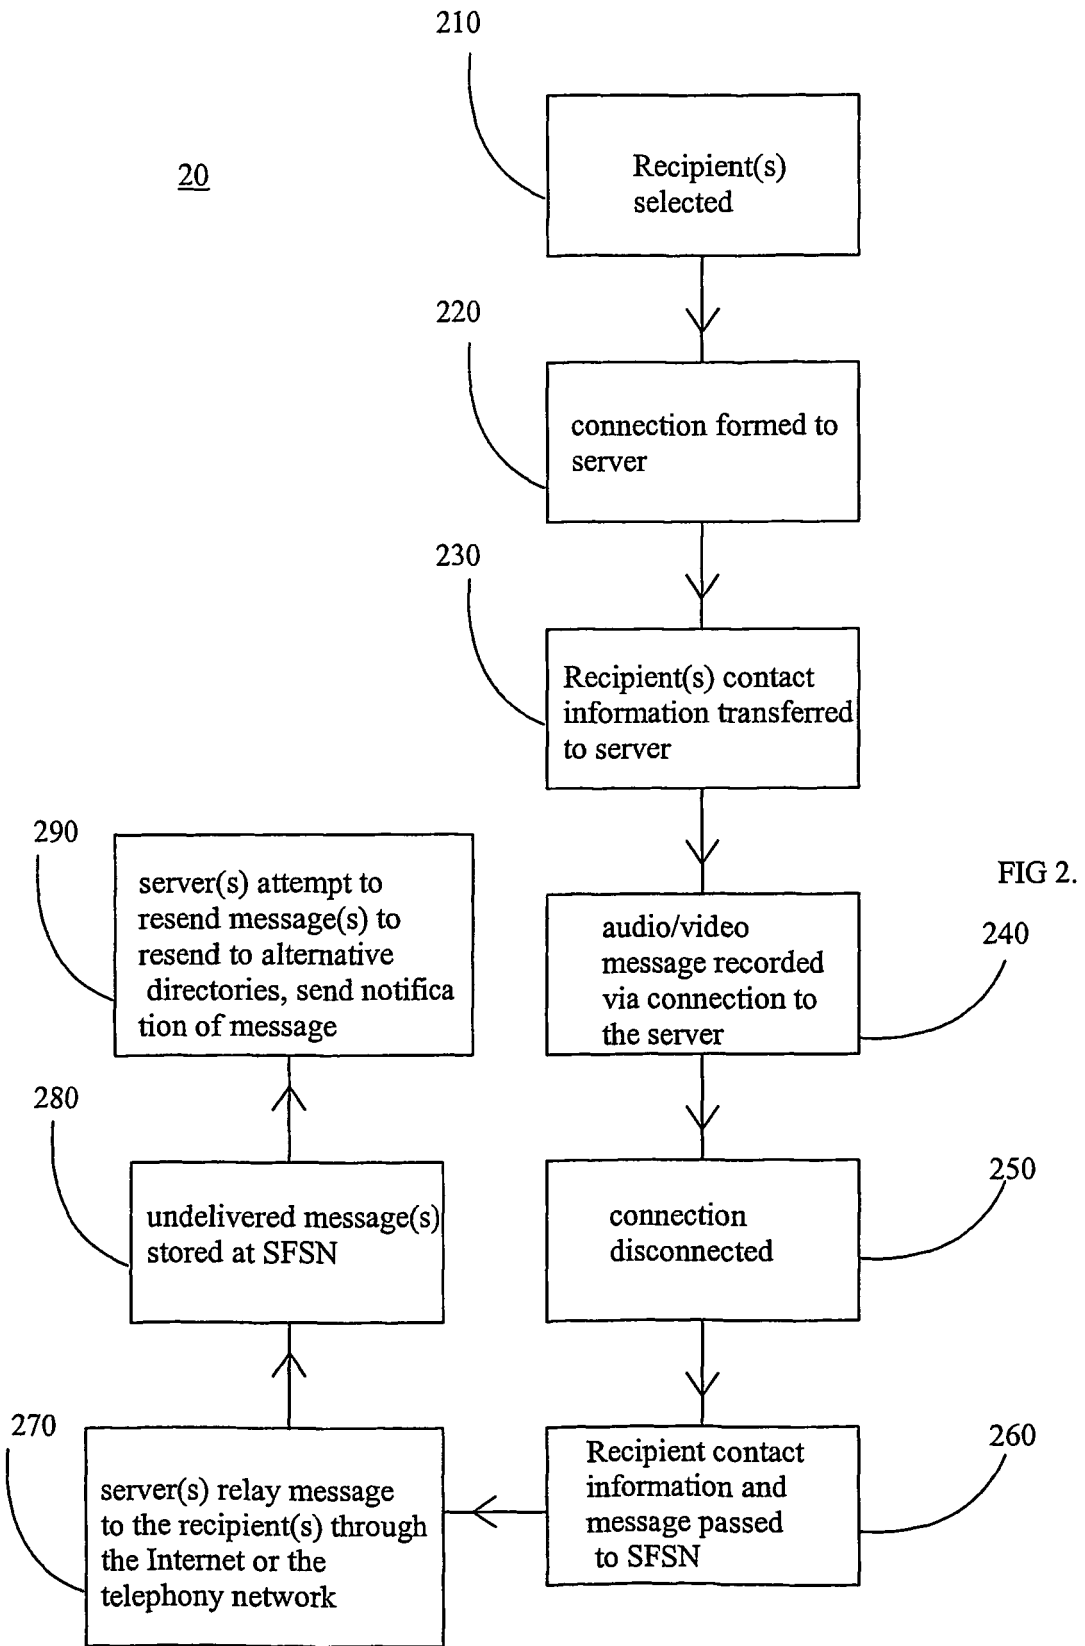 210
20
Recipient(s)
selected
220
connection formed to
server
230
Recipient(s) contact
information transferred
to server
FIG 2.
240
audio/video
message recorded
via connection to
the server
250
connection
disconnected
260
Recipient contact
information and
message passed
to SFSN
270
server(s) relay message
to the recipient(s) through
the Internet or the
telephony network
280
undelivered message(s)
stored at SFSN
290
server(s) attempt to
resend message(s) to
resend to alternative
directories, send notifica
tion of message